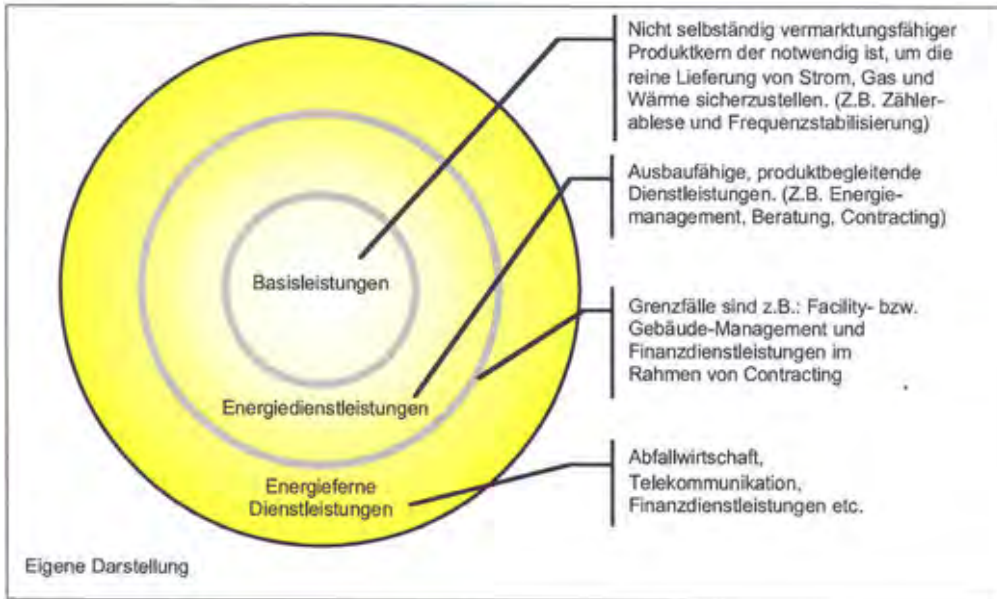 Nicht selbständig vermarktungsfähiger
Produktkern der notwendig ist, um die
reine Lieferung von Strom, Gas und
Wärme sicherzustellen. (Z.B. Zähler-
ablese und Frequenzstabilisierung)
Ausbaufähige, produktbegleitende
Dienstleistungen. (Z.B. Energie-
management, Beratung, Contracting)
Basisleistungen
Grenzfälle sind z.B.: Facility- bzw.
Gebäude-Management und
Finanzdienstleistungen im
Rahmen von Contracting
Energiedienstleistungen
Abfallwirtschaft,
Telekommunikation,
Finanzdienstleistungen etc.
Energieferne
Dienstleistungen
Eigene Darstellung